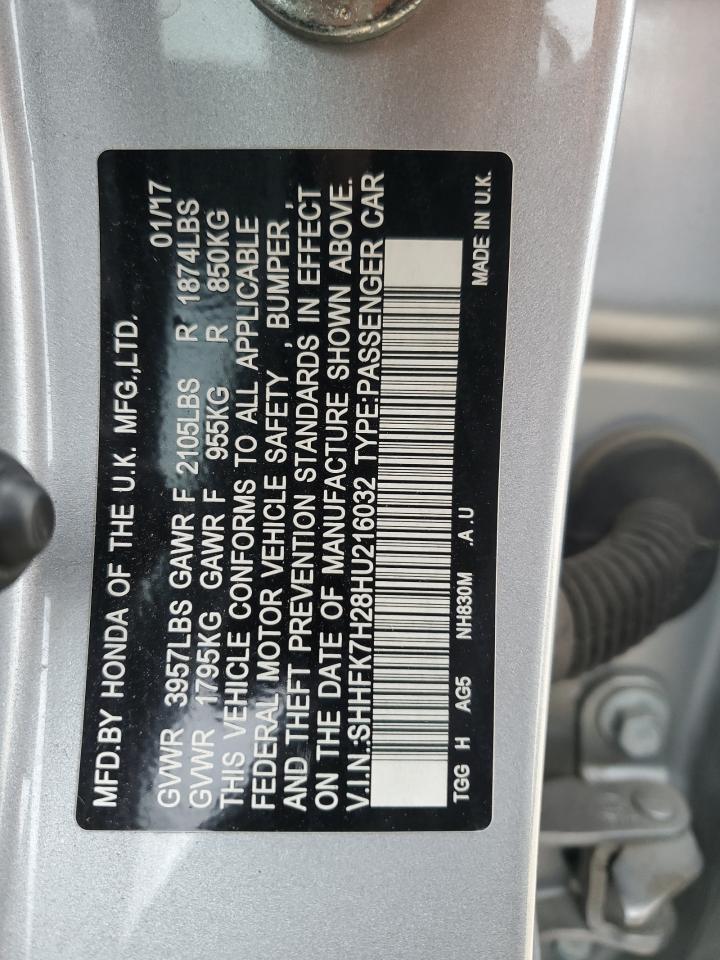 MFD.BY HONDA OF THE U.K. MFG.,LTD. 01/17
GVWR 3957LBS GAWR F 2105LBS R 1874LBS
GVWR 1795KG GAWR F 955KG R 850KG
THIS VEHICLE CONFORMS TO ALL APPLICABLE
FEDERAL MOTOR VEHICLE SAFETY , BUMPER ,
AND THEFT PREVENTION STANDARDS IN EFFECT
ON THE DATE OF MANUFACTURE SHOWN ABOVE.
V.I.N.:SHHFK7H28HU216032 TYPE:PASSENGER CAR
TGG H AG5 NH830M .A .U MADE IN U.K.